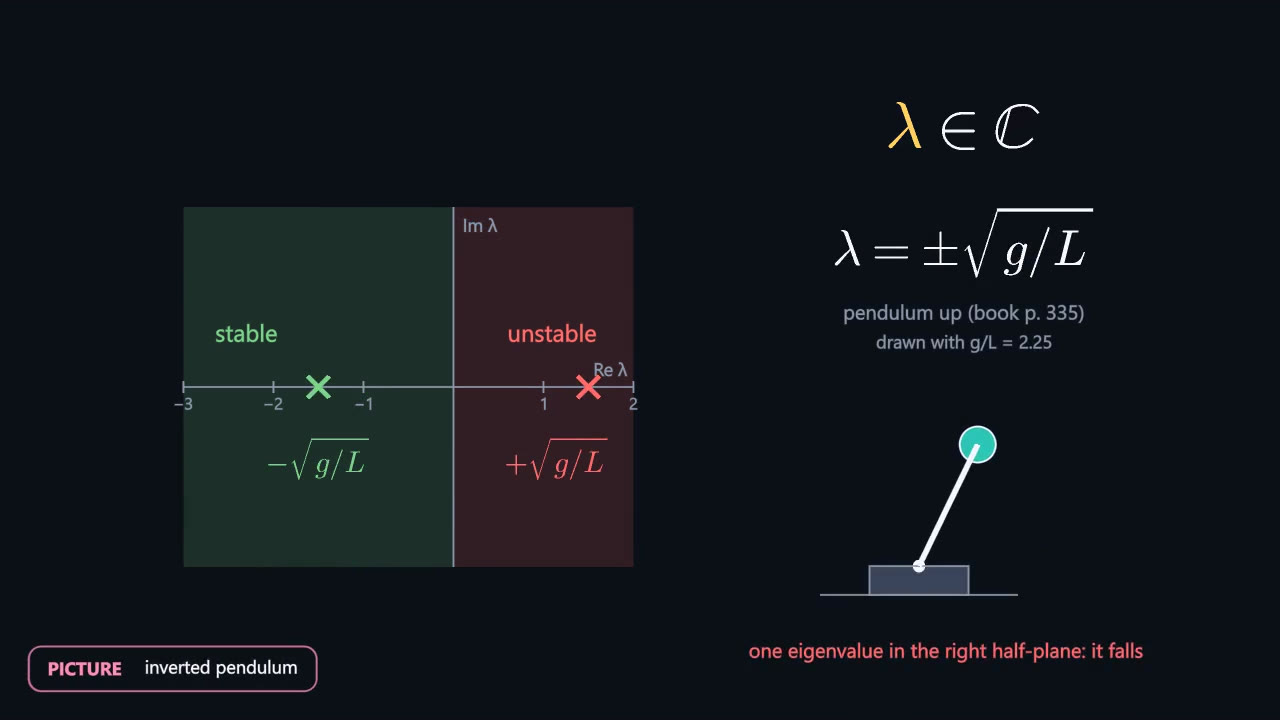 λ ∈ ℂ
λ = ±√g/L
pendulum up (book p. 335)
drawn with g/L = 2.25
Im λ
stable
unstable
Re λ
−3 −2 −1 1 2
−√g/L
+√g/L
one eigenvalue in the right half-plane: it falls
PICTURE inverted pendulum